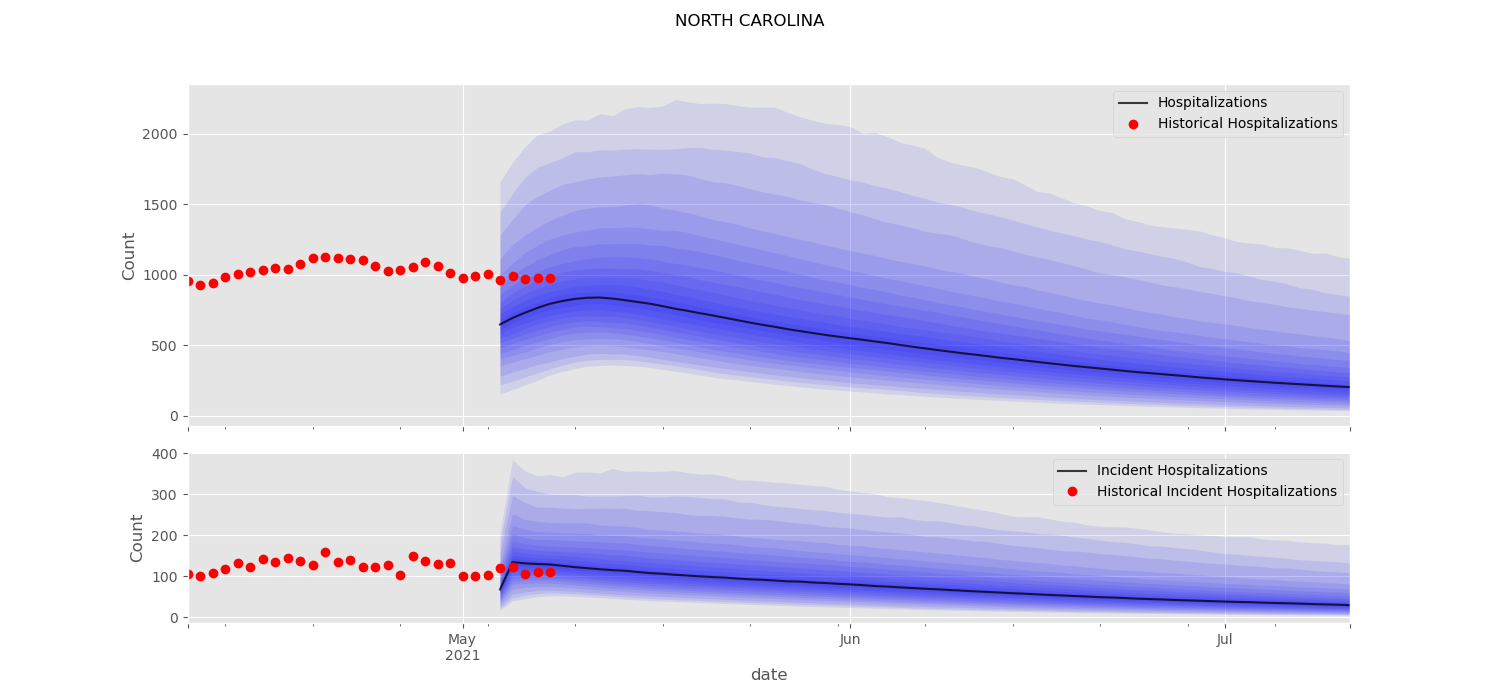 NORTH CAROLINA
Hospitalizations
Historical Hospitalizations
Count
2000
1500
1000
500
0
Incident Hospitalizations
Historical Incident Hospitalizations
Count
400
300
200
100
0
May
2021
Jun
Jul
date